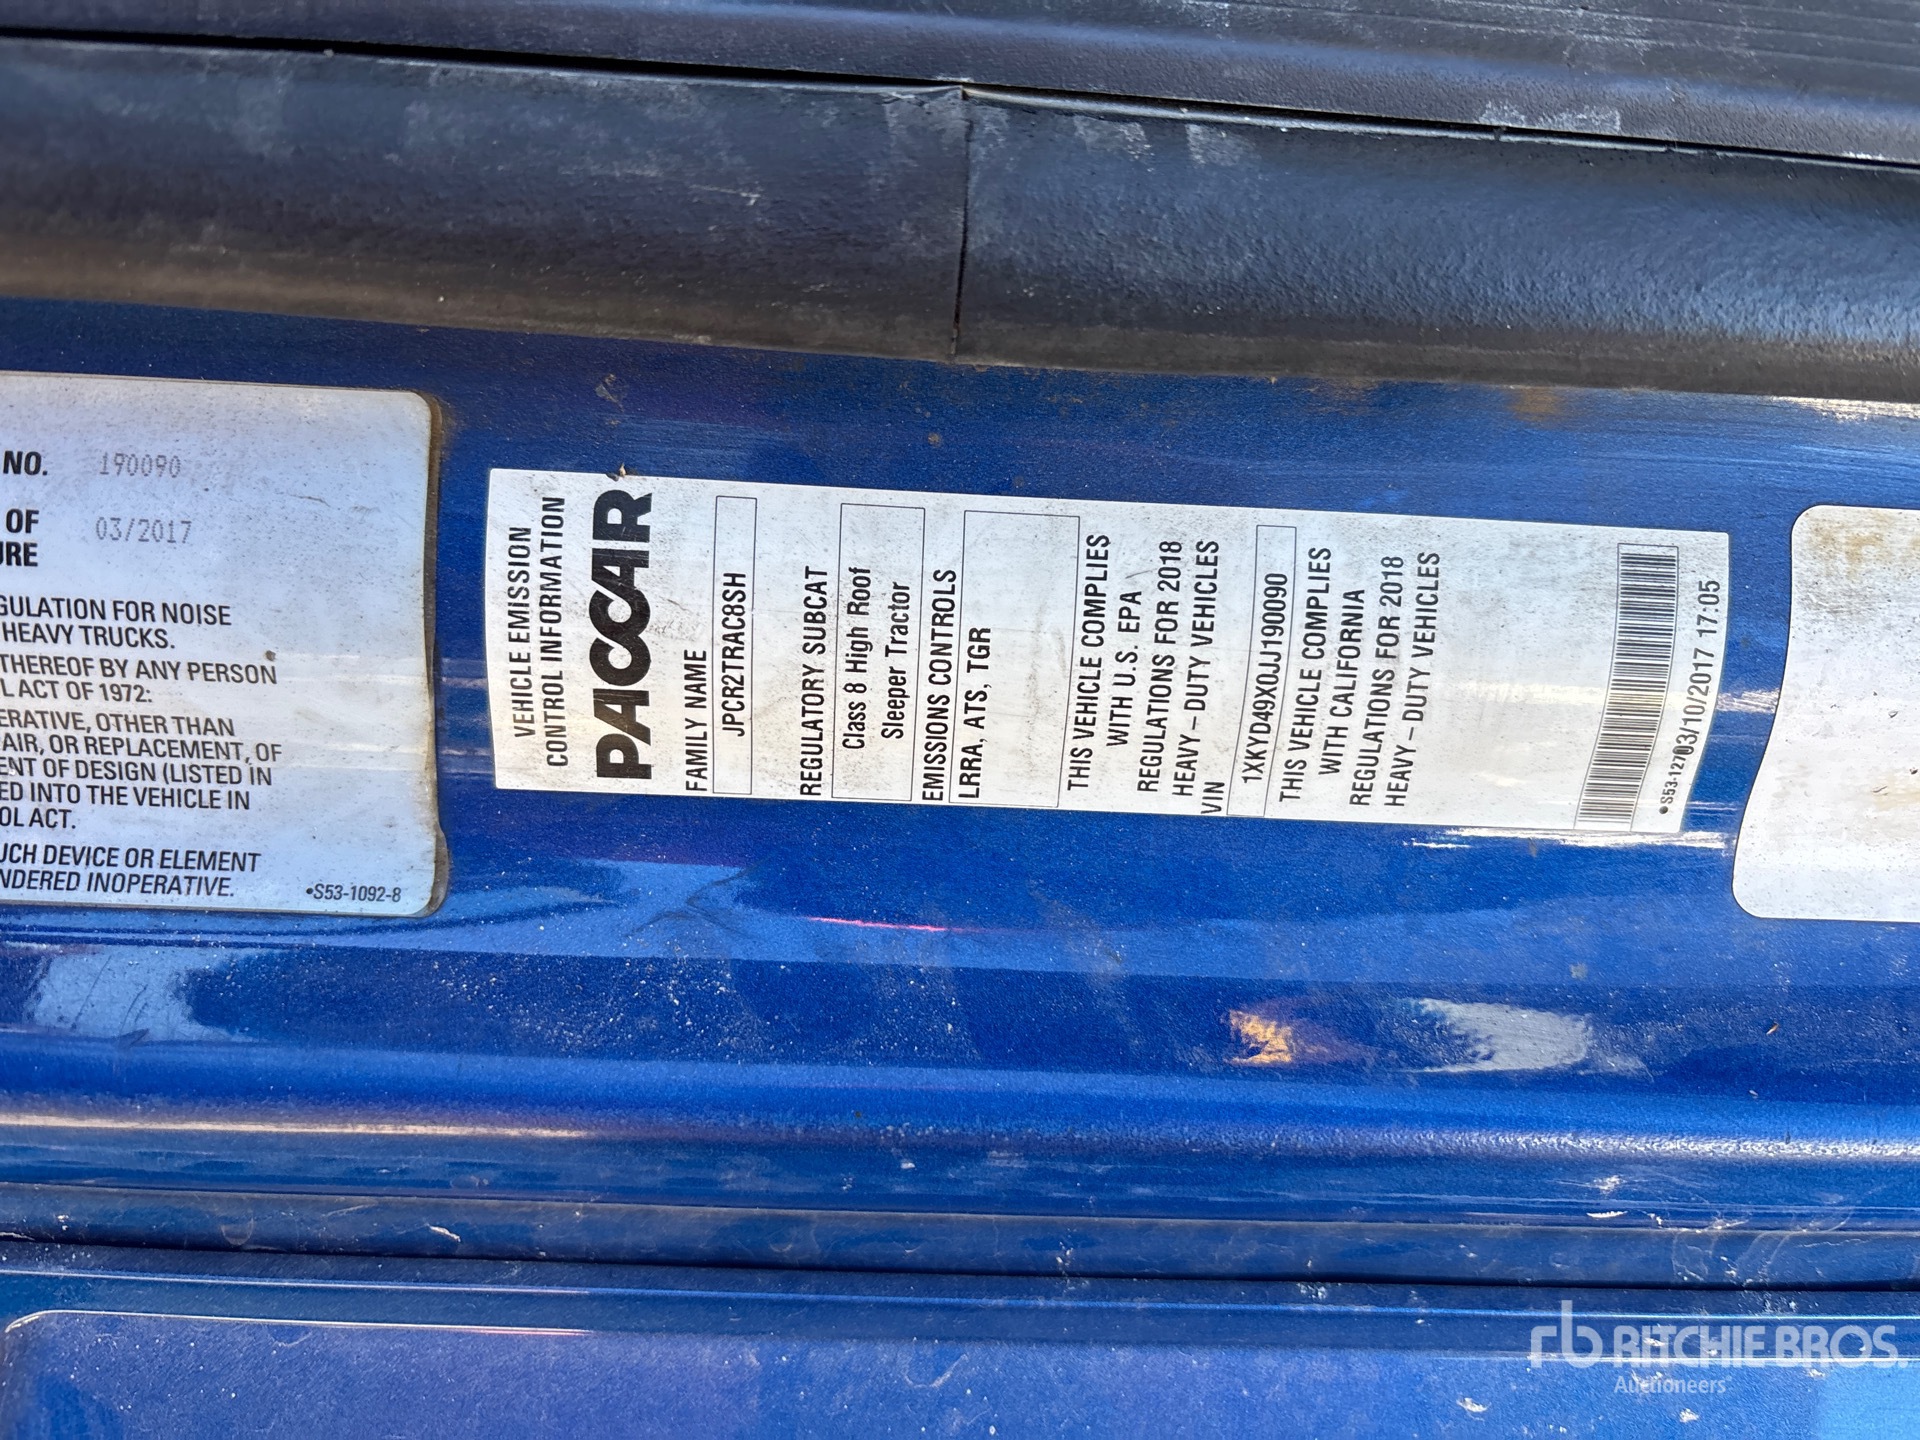 NO. 190090
OF 03/2017
URE
GULATION FOR NOISE
HEAVY TRUCKS.
THEREOF BY ANY PERSON
L ACT OF 1972:
ERATIVE, OTHER THAN
AIR, OR REPLACEMENT, OF
ENT OF DESIGN (LISTED IN
ED INTO THE VEHICLE IN
OL ACT.
UCH DEVICE OR ELEMENT
NDERED INOPERATIVE.
•S53-1092-8
VEHICLE EMISSION
CONTROL INFORMATION
PACCAR
FAMILY NAME
JPCR2TRAC8SH
REGULATORY SUBCAT
Class 8 High Roof
Sleeper Tractor
EMISSIONS CONTROLS
LRRA, ATS, TGR
THIS VEHICLE COMPLIES
WITH U.S. EPA
REGULATIONS FOR 2018
HEAVY – DUTY VEHICLES
VIN
1XKYD49X0JJ190090
THIS VEHICLE COMPLIES
WITH CALIFORNIA
REGULATIONS FOR 2018
HEAVY – DUTY VEHICLES
03/10/2017 17:05
rb RITCHIE BROS.
Auctioneers